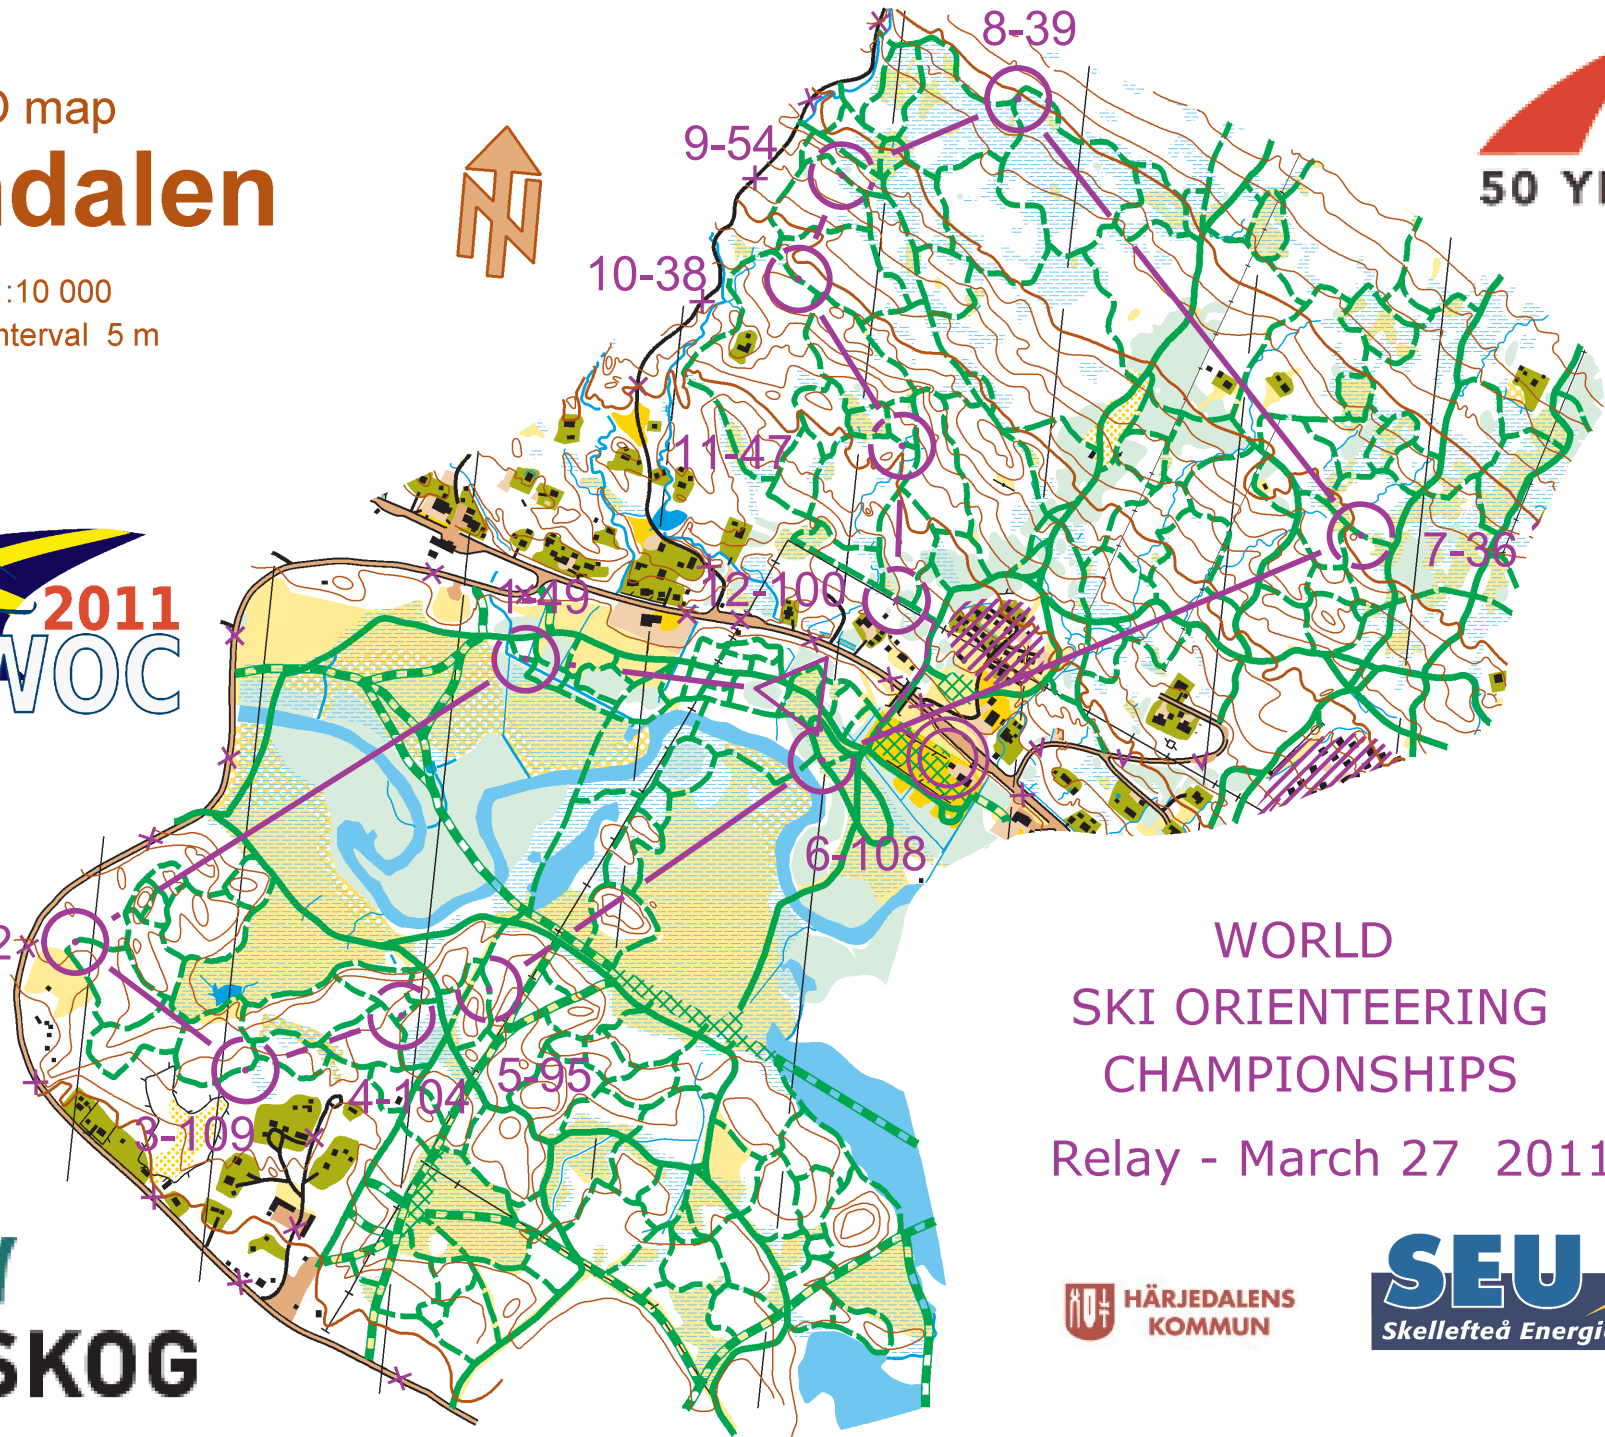 map
dalen
:10 000
nterval 5 m
50
8-39
9-54
10-38
11-47
7-36
2011
WOC
1-49
12-100
6-108
2
5-95
4-104
3-109
WORLD
SKI ORIENTEERING
CHAMPIONSHIPS
Relay - March 27 2011
SKOG
HÄRJEDALENS
KOMMUN
SEU
Skellefteå Energi